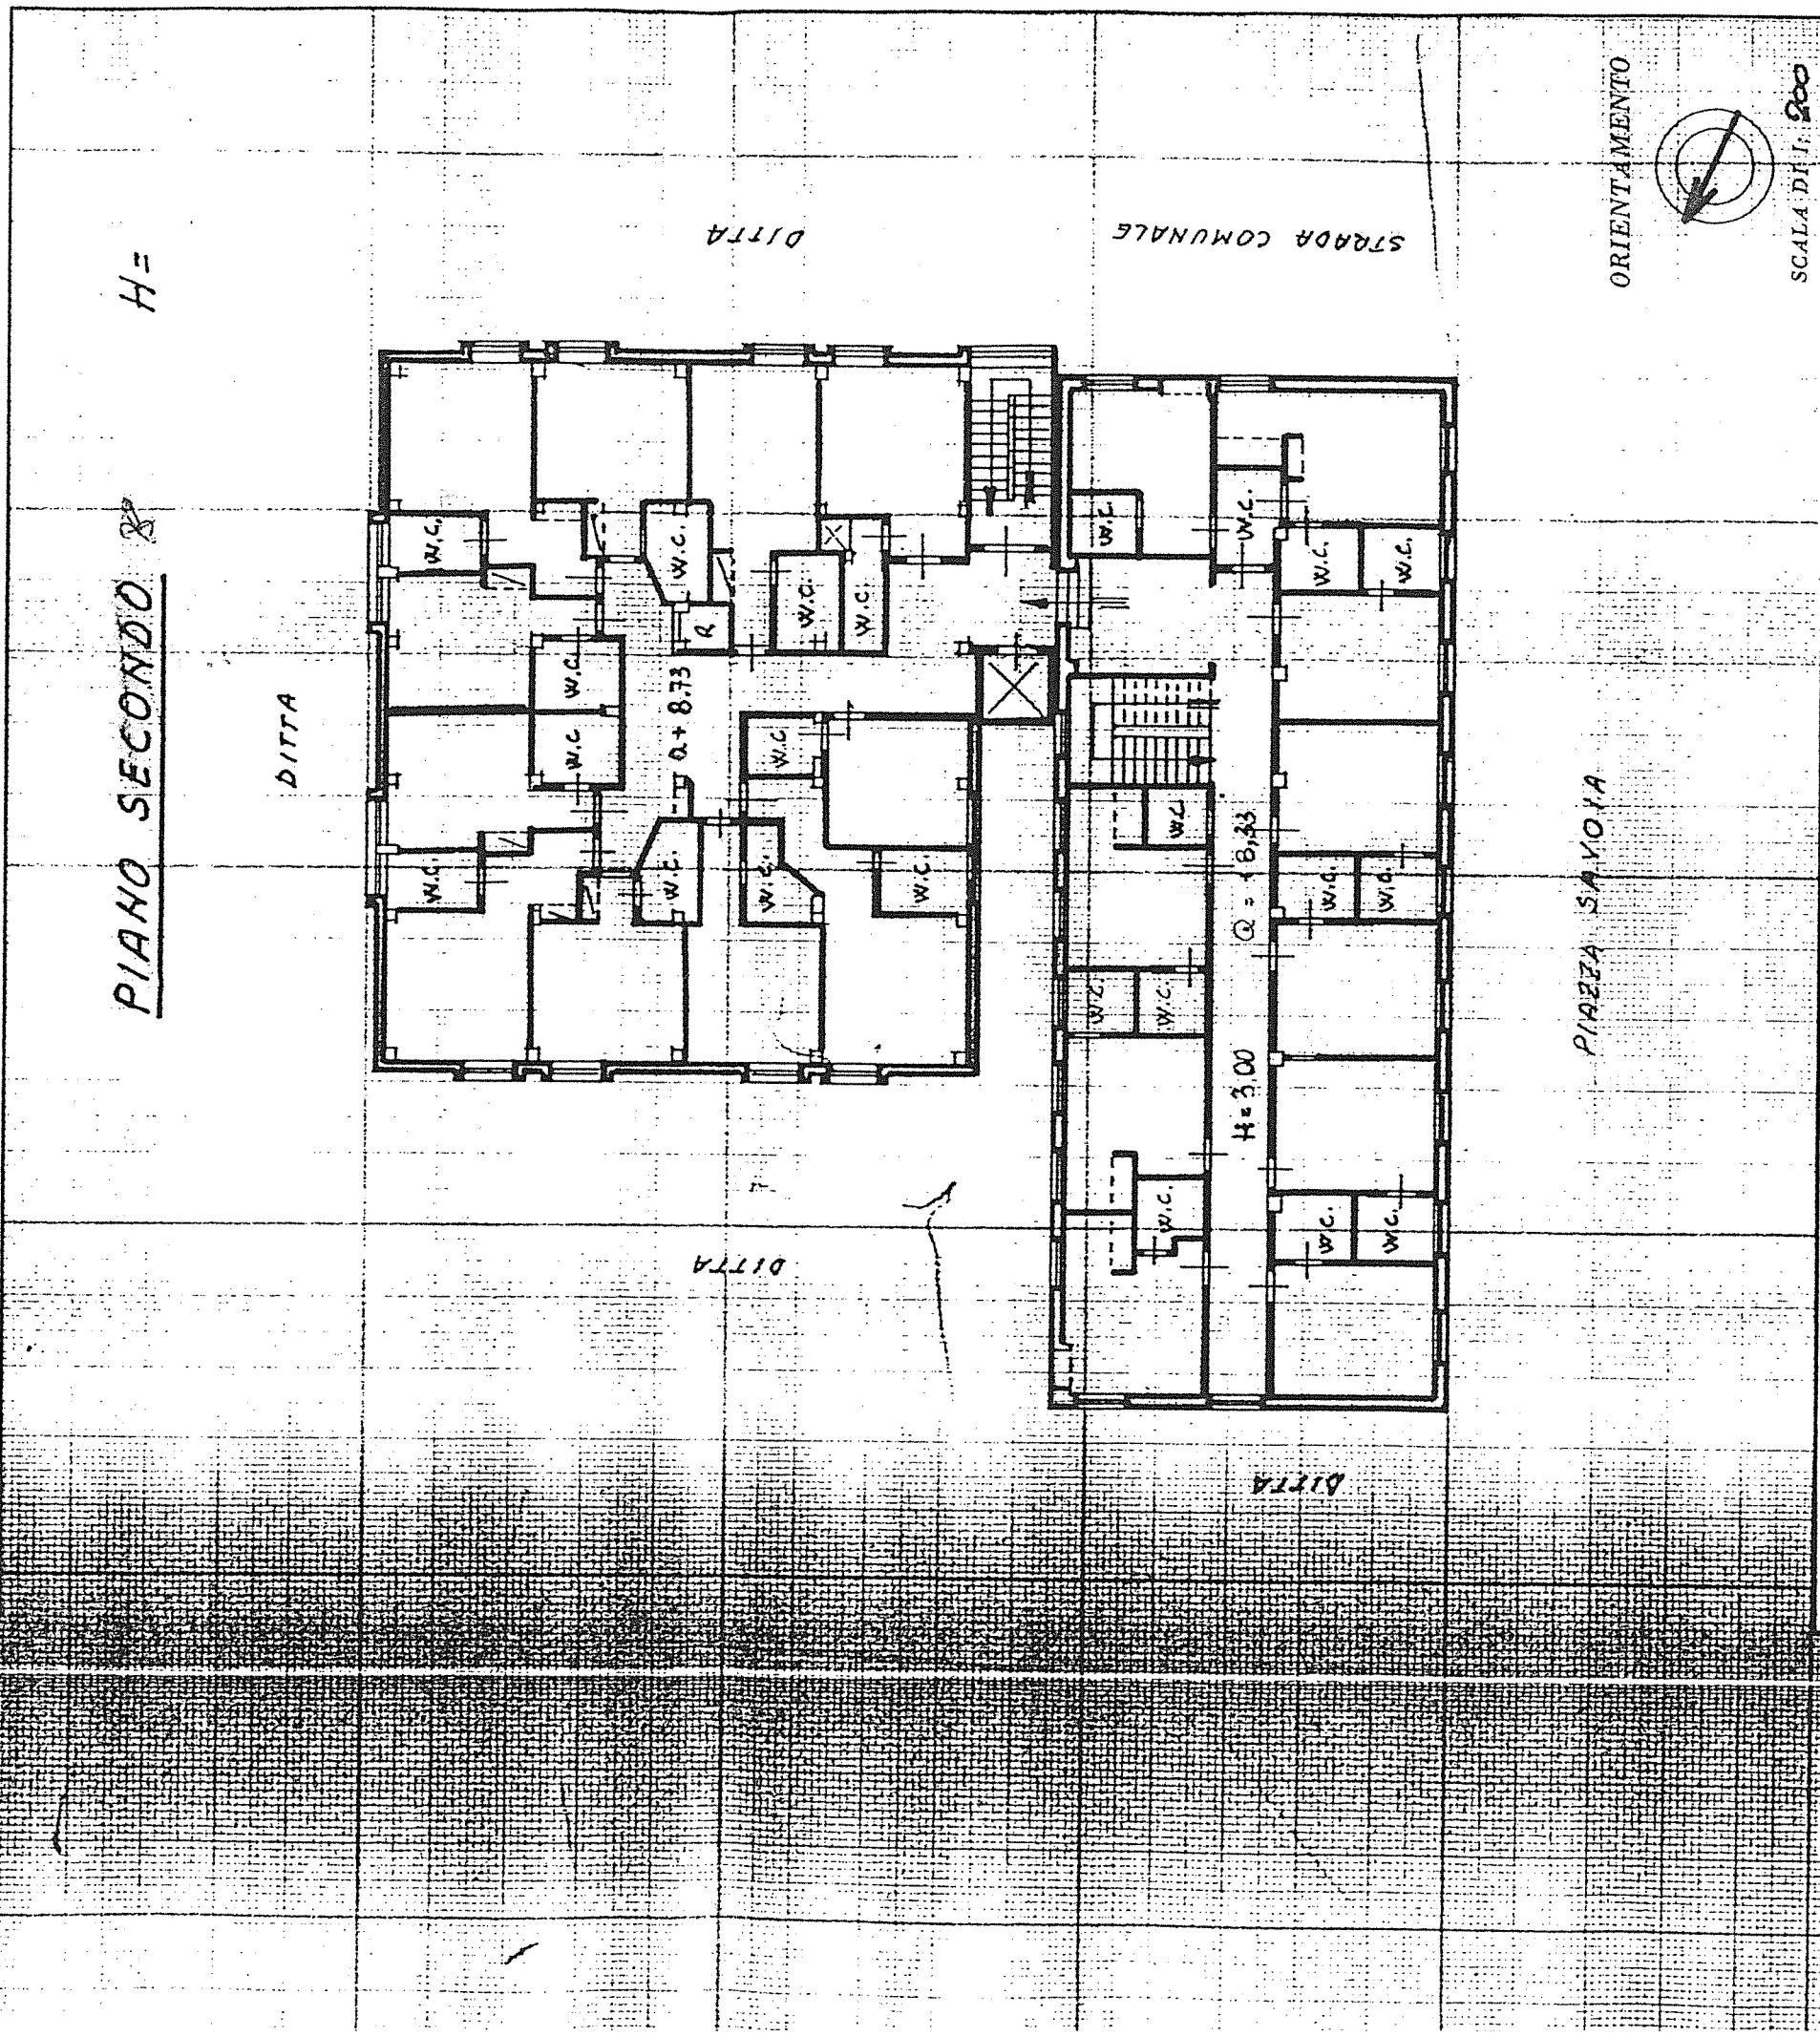 PIANO SECONDO
H =
DITTA
W.C.
W.C.
W.C.
W.C.
W.C.
Q + 8.73
W.C.
R
DITTA
DITTA
W.C.
W.C.
W.C.
W.C.
W.C.
W.C.
W.C.
W.C.
W.C.
W.C.
W.C.
H = 3,00
Q = + 8,33
STRADA COMUNALE
DITTA
W.C.
W.C.
W.C.
W.C.
W.C.
W.C.
PIAZZA SAVOIA
ORIENTAMENTO
SCALA DI 1: 200